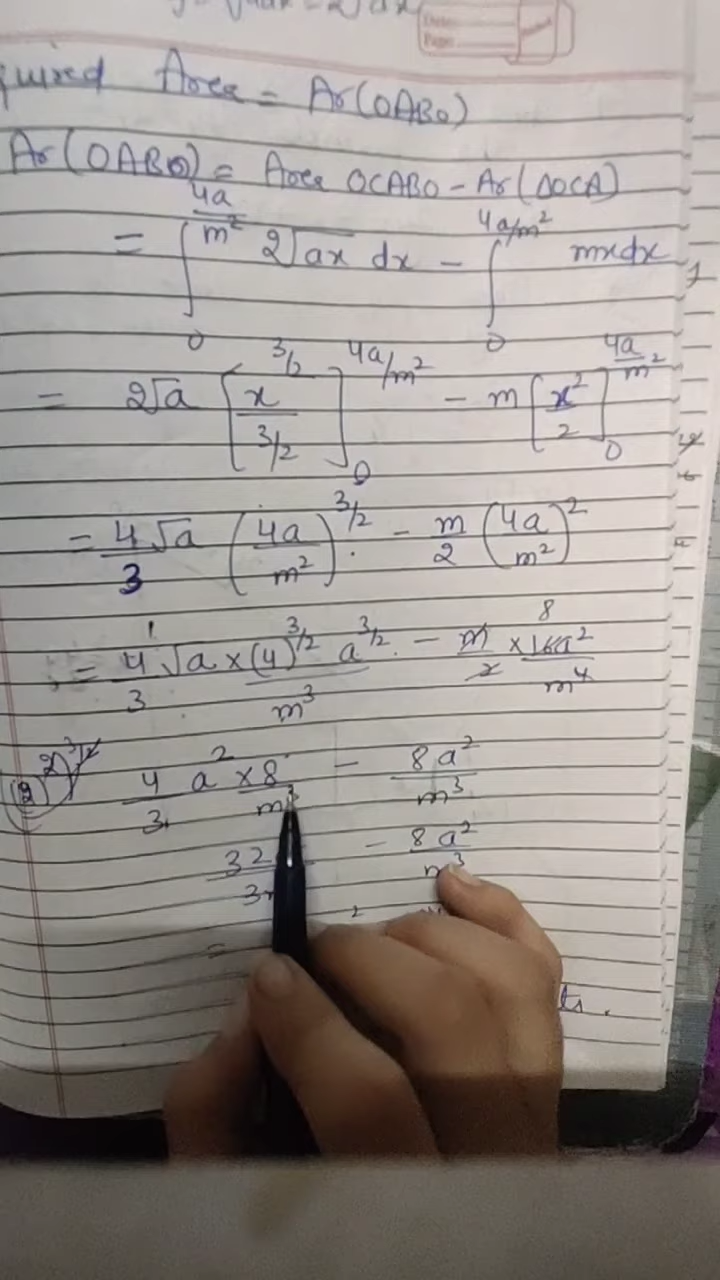 Area = Ar(OABO)
Ar(OABO) = Area OCABO - Ar(ΔOCA)
= ∫₀^(4a/m²) 2√ax dx - ∫₀^(4a/m²) mx dx
= 2√a [x^(3/2) / (3/2)]₀^(4a/m²) - m [x²/2]₀^(4a/m²)
= 4/3 √a (4a/m²)^(3/2) - m/2 (4a/m²)²
= 4/3 √a × (4)^(3/2) a^(3/2) / m³ - m/2 × 16a²/m⁴ 8
4/3 a² × 8/m³ - 8a²/m³
32 - 8a²/m³
=